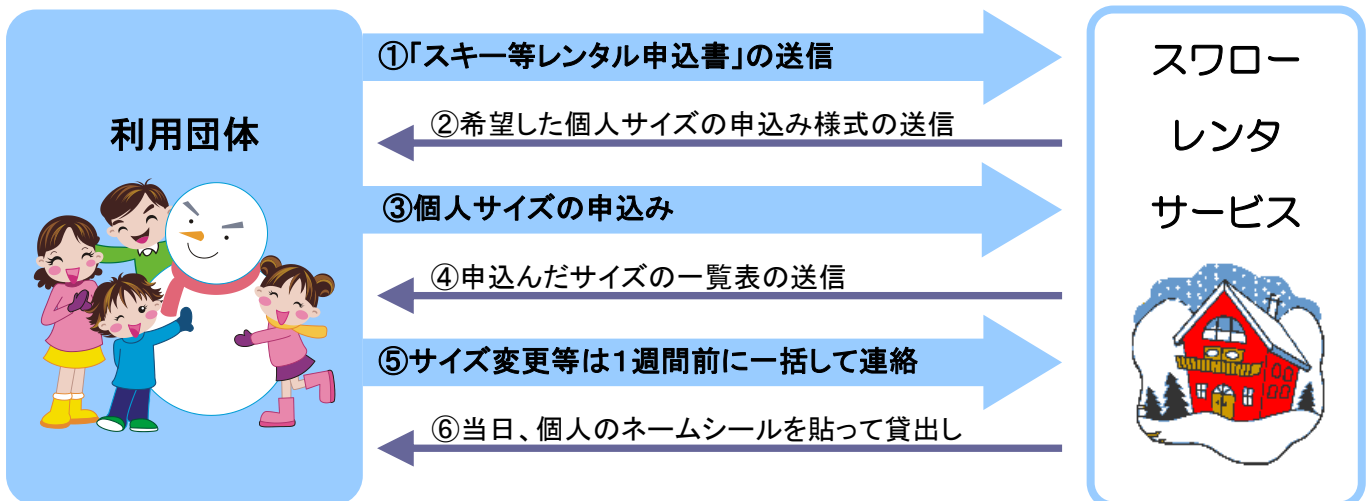 利用団体
①「スキー等レンタル申込書」の送信
②希望した個人サイズの申込み様式の送信
③個人サイズの申込み
④申込んだサイズの一覧表の送信
⑤サイズ変更等は1週間前に一括して連絡
⑥当日、個人のネームシールを貼って貸出し
スワロー
レンタ
サービス